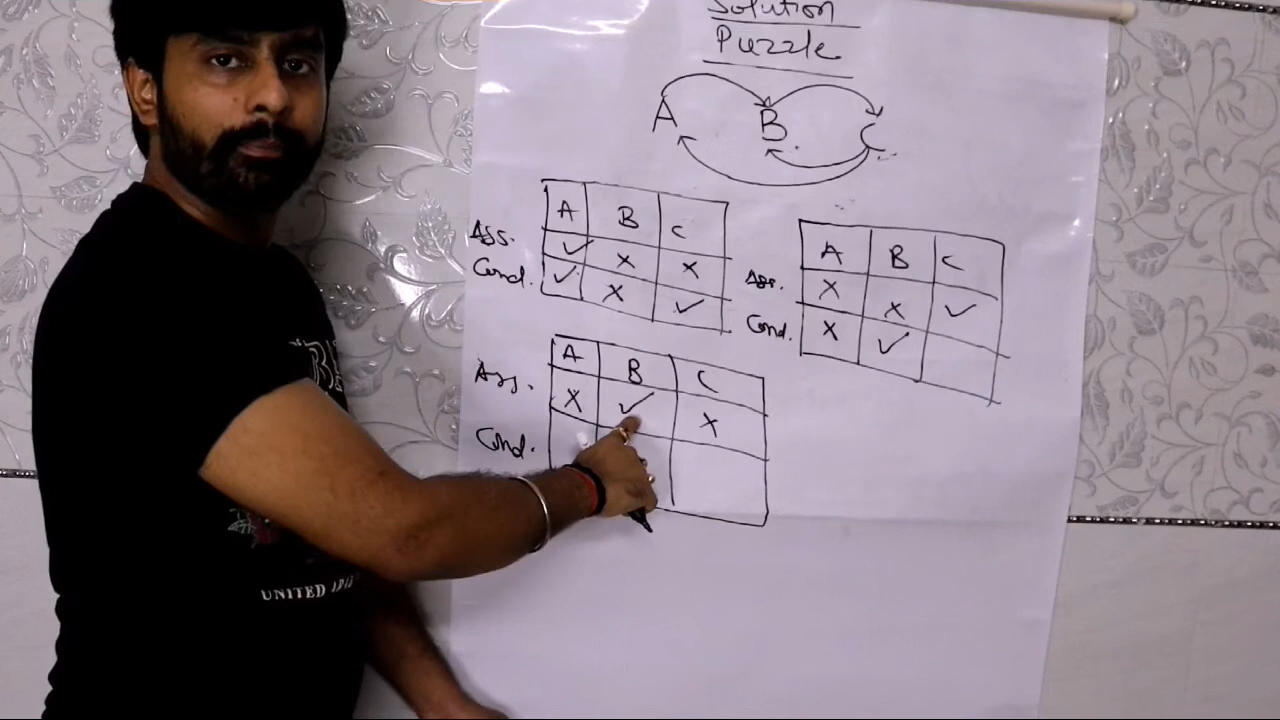 Solution
Puzzle
A B C
A B C
Ass. ✓ X X
Cond. ✓ X ✓
A B C
Ass. X X ✓
Cond. X ✓
A B C
Ass. X ✓ X
Cond.
UNITED